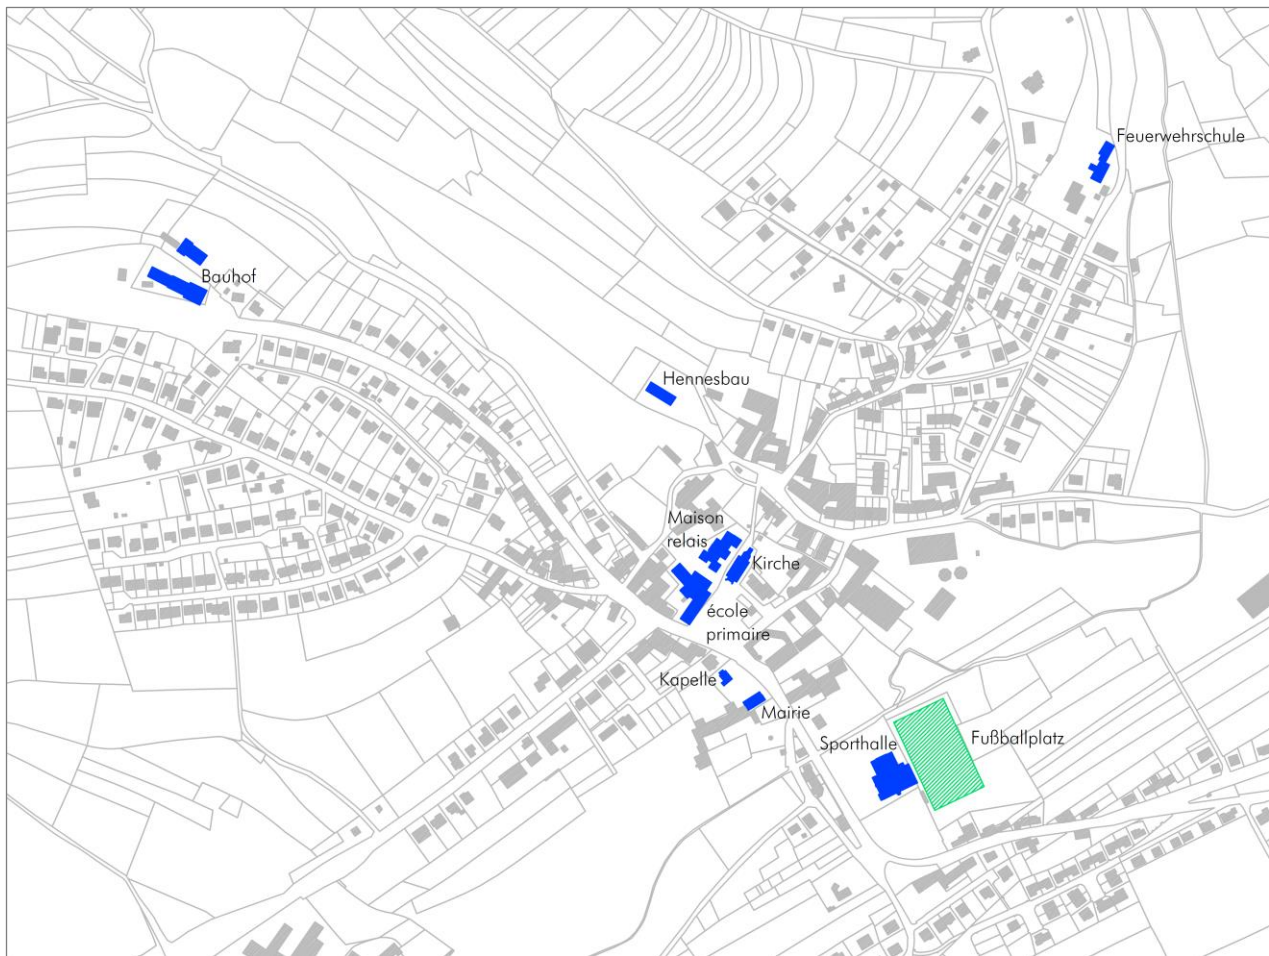 Feuerwehrschule
Bauhof
Hennesbau
Maison
relais
Kirche
école
primaire
Kapelle
Mairie
Sporthalle
Fußballplatz